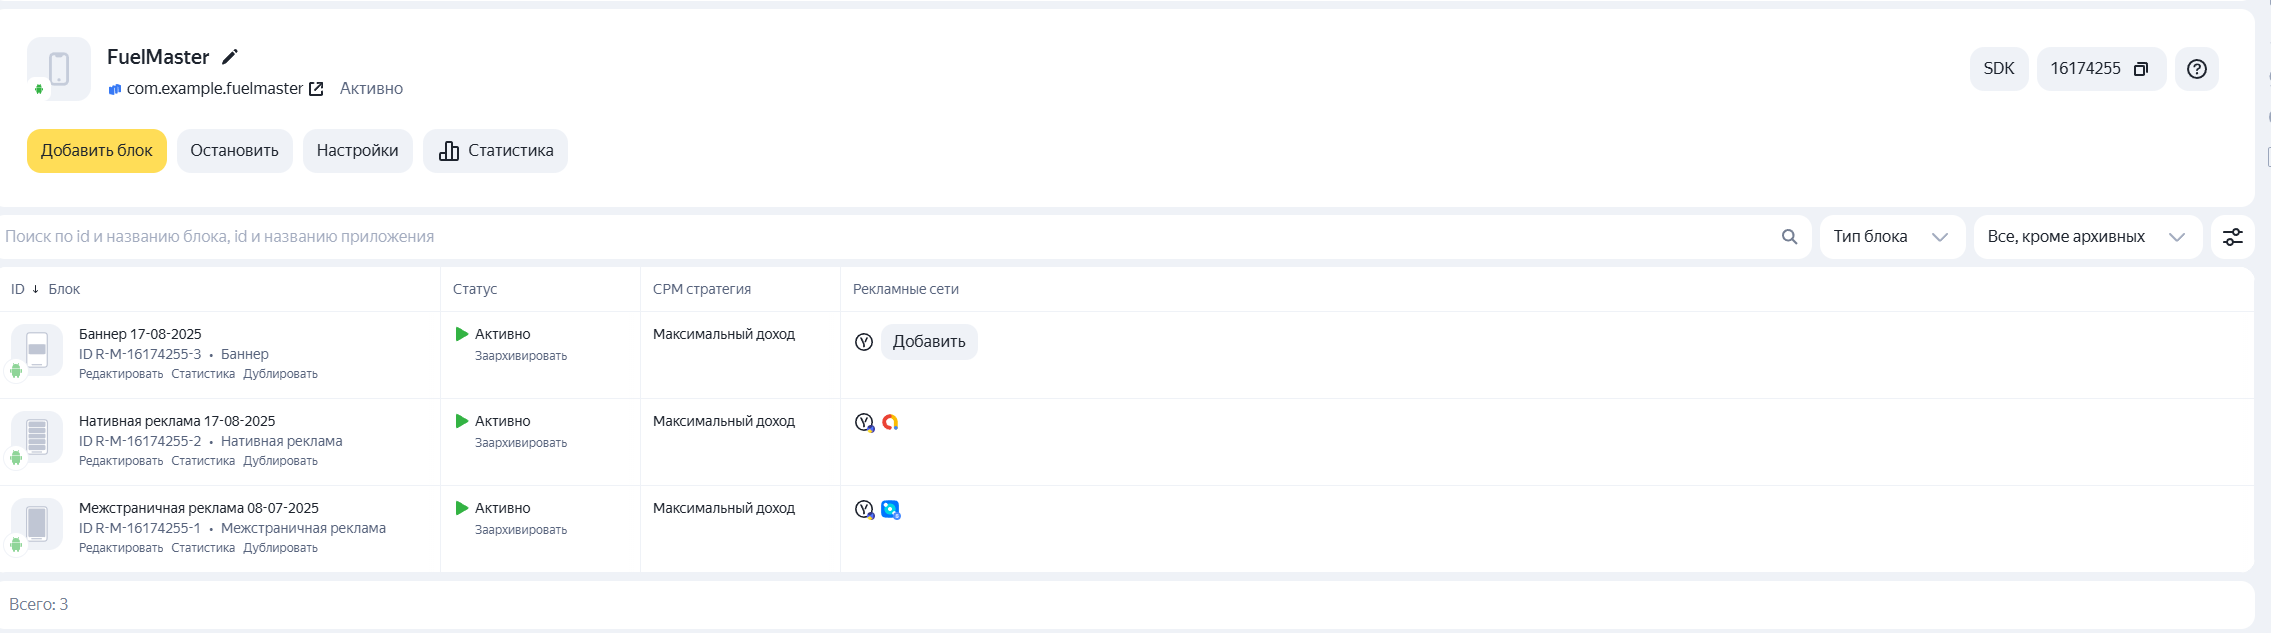 FuelMaster
com.example.fuelmaster Активно
SDK 16174255
Добавить блок Остановить Настройки Статистика
Поиск по id и названию блока, id и названию приложения Тип блока Все, кроме архивных
ID ↓ Блок Статус CPM стратегия Рекламные сети
Баннер 17-08-2025 Активно Максимальный доход Добавить
ID R-M-16174255-3 • Баннер Заархивировать
Редактировать Статистика Дублировать
Нативная реклама 17-08-2025 Активно Максимальный доход
ID R-M-16174255-2 • Нативная реклама Заархивировать
Редактировать Статистика Дублировать
Межстраничная реклама 08-07-2025 Активно Максимальный доход
ID R-M-16174255-1 • Межстраничная реклама Заархивировать
Редактировать Статистика Дублировать
Всего: 3